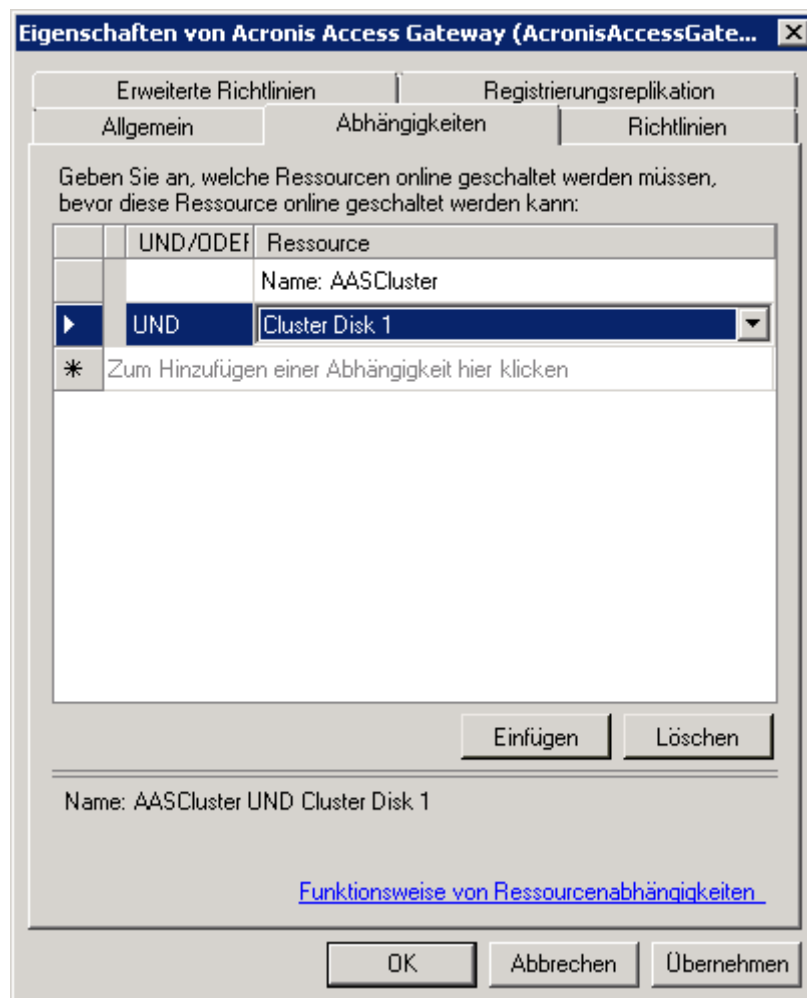 Eigenschaften von Acronis Access Gateway (AcronisAccessGate...
Erweiterte Richtlinien
Registrierungsreplikation
Allgemein
Abhängigkeiten
Richtlinien
Geben Sie an, welche Ressourcen online geschaltet werden müssen,
bevor diese Ressource online geschaltet werden kann:
UND/ODER Ressource
Name: AASCluster
UND Cluster Disk 1
Zum Hinzufügen einer Abhängigkeit hier klicken
Einfügen
Löschen
Name: AASCluster UND Cluster Disk 1
Funktionsweise von Ressourcenabhängigkeiten
OK
Abbrechen
Übernehmen